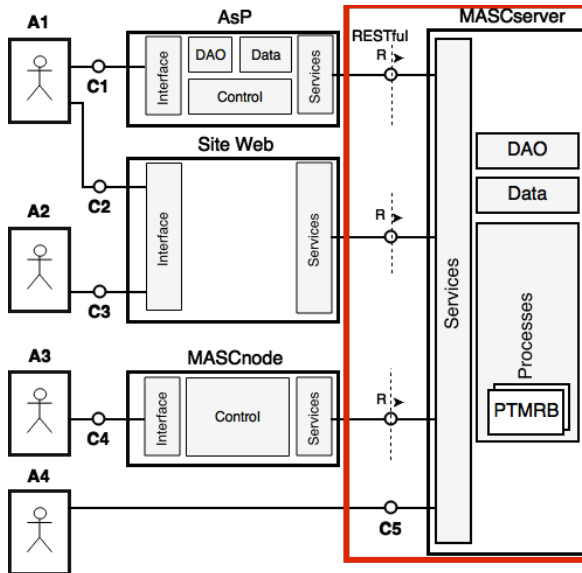 A1
AsP
MASCserver
RESTful
Interface
DAO
Data
Control
Services
R
C1
Site Web
C2
A2
Interface
Services
R
C3
Services
DAO
Data
Processes
PTMRB
A3
MASCnode
Interface
Control
Services
R
C4
A4
C5